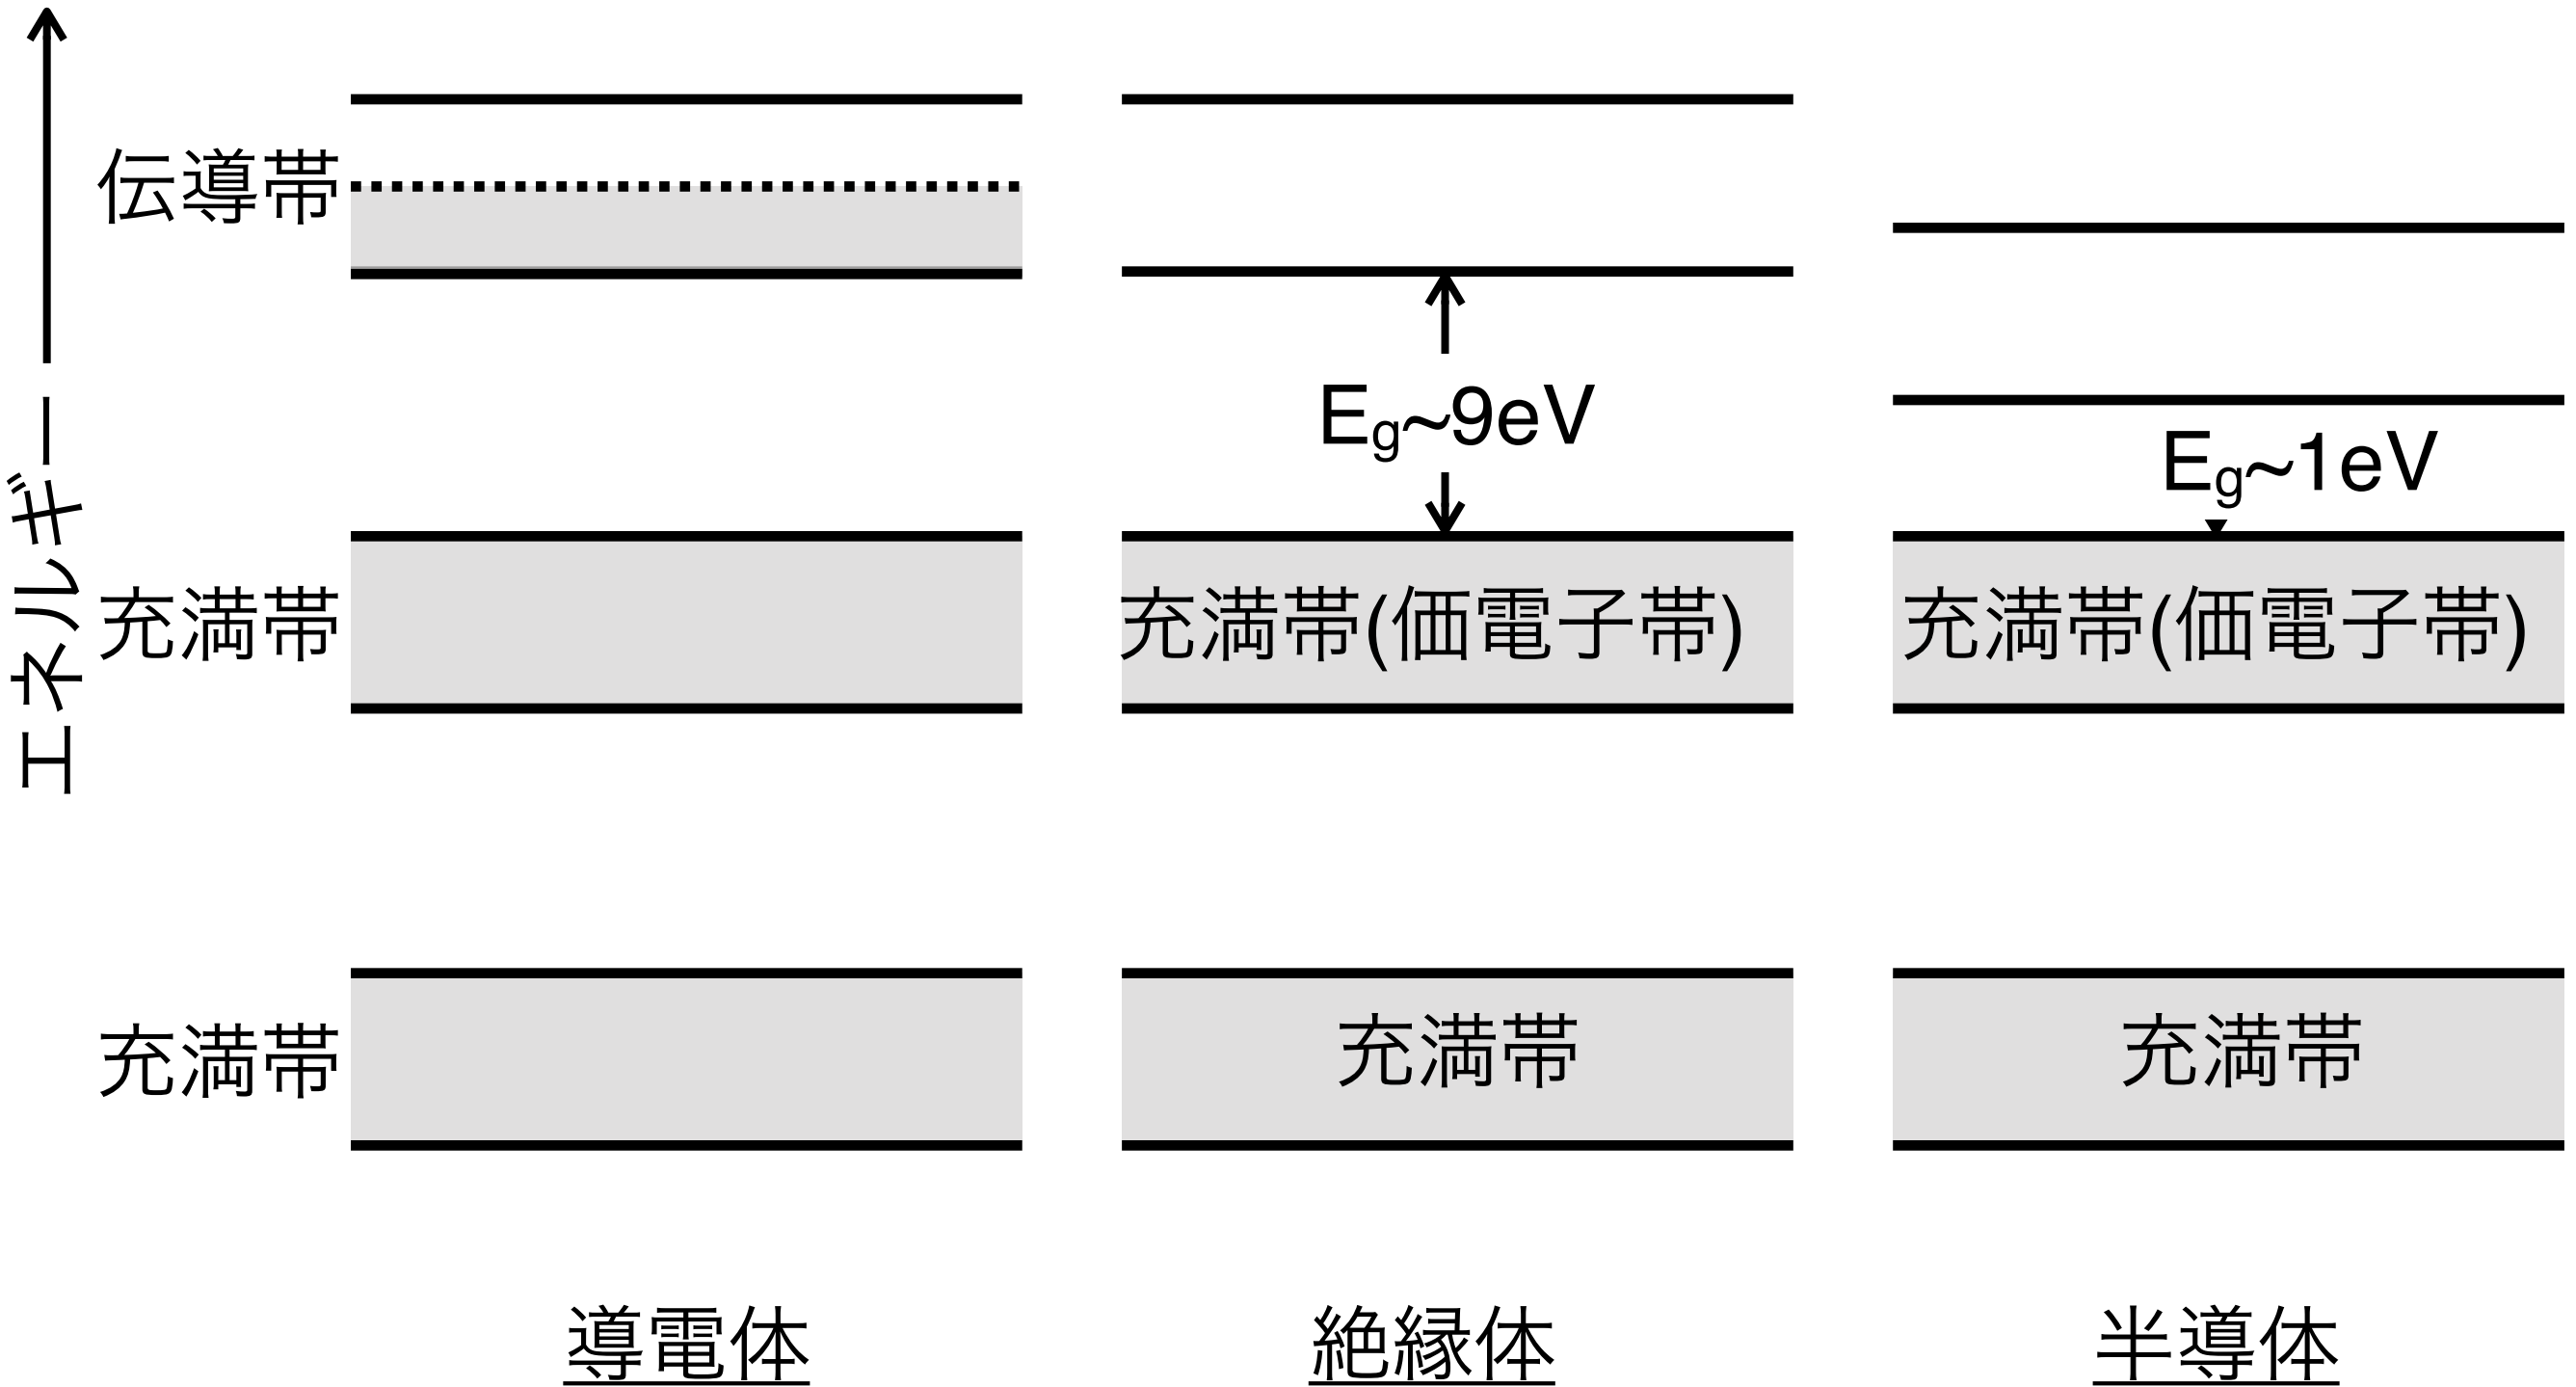 エネルギー
伝導帯
Eg~9eV
Eg~1eV
充満帯
充満帯(価電子帯)
充満帯(価電子帯)
充満帯
充満帯
充満帯
導電体
絶縁体
半導体